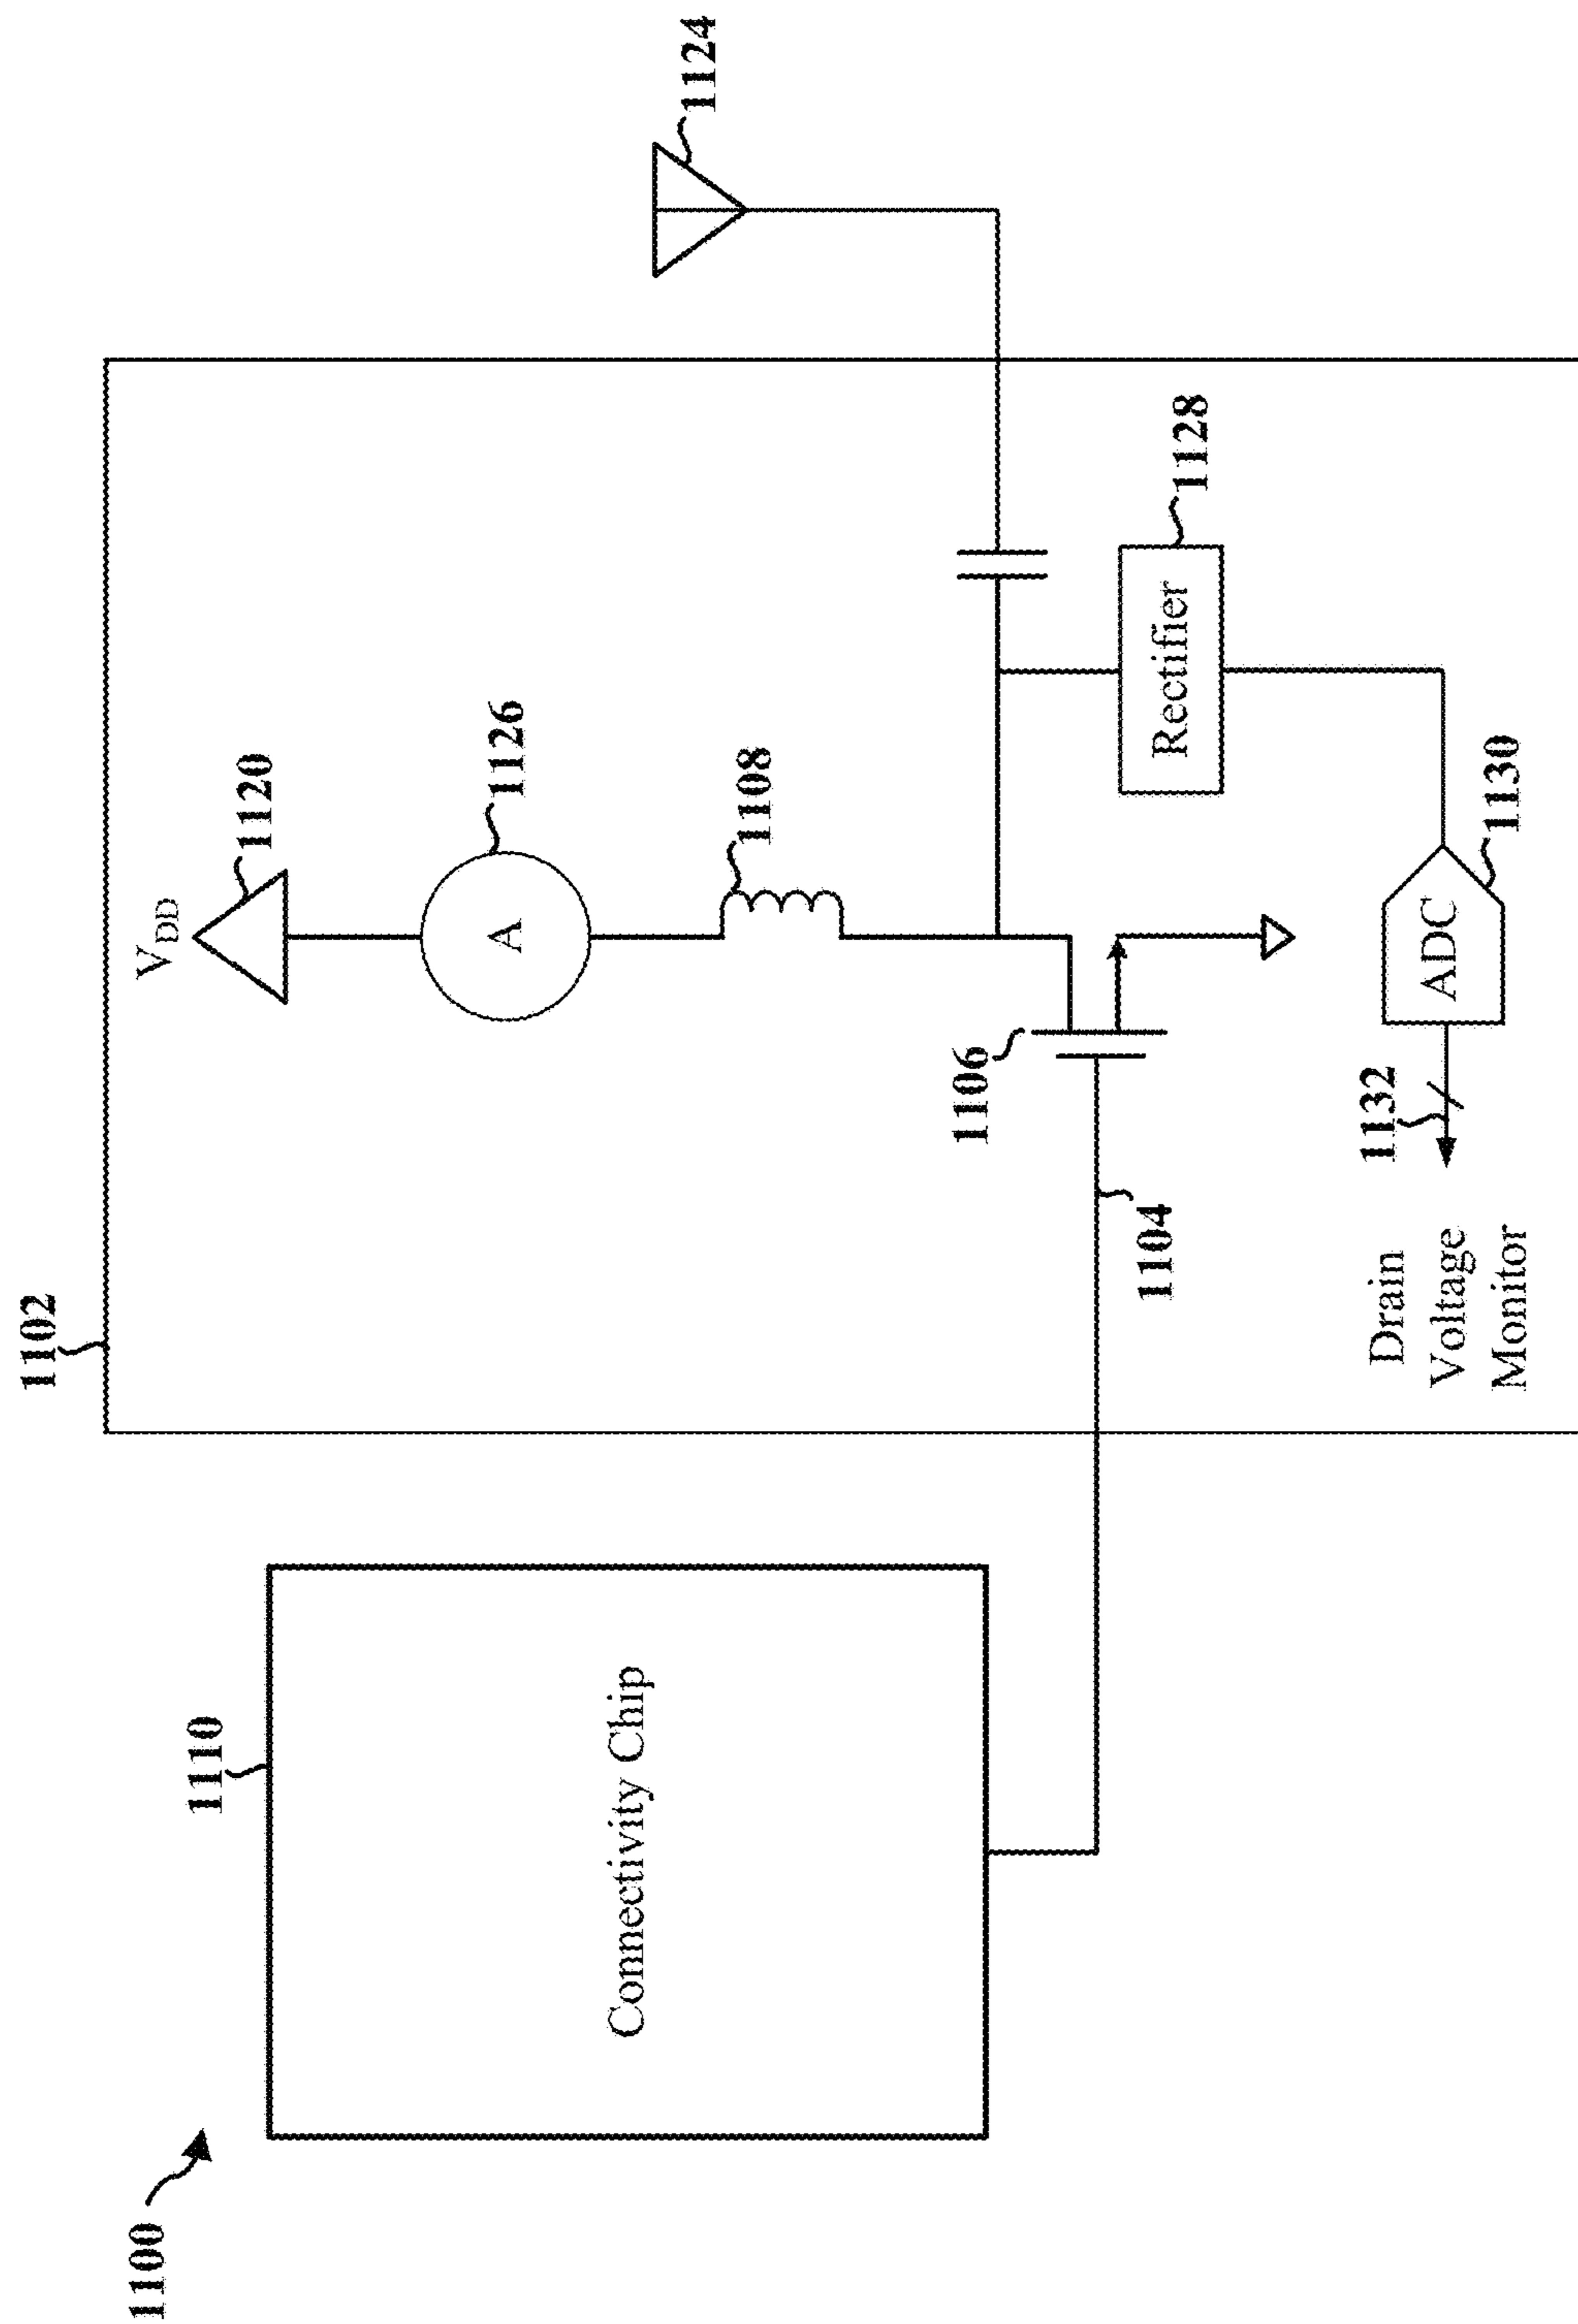 1100
1110
Connectivity Chip
1102
VDD
1120
A
1126
1108
1124
1106
1104
Rectifier
1128
1132
ADC
1130
Drain
Voltage
Monitor